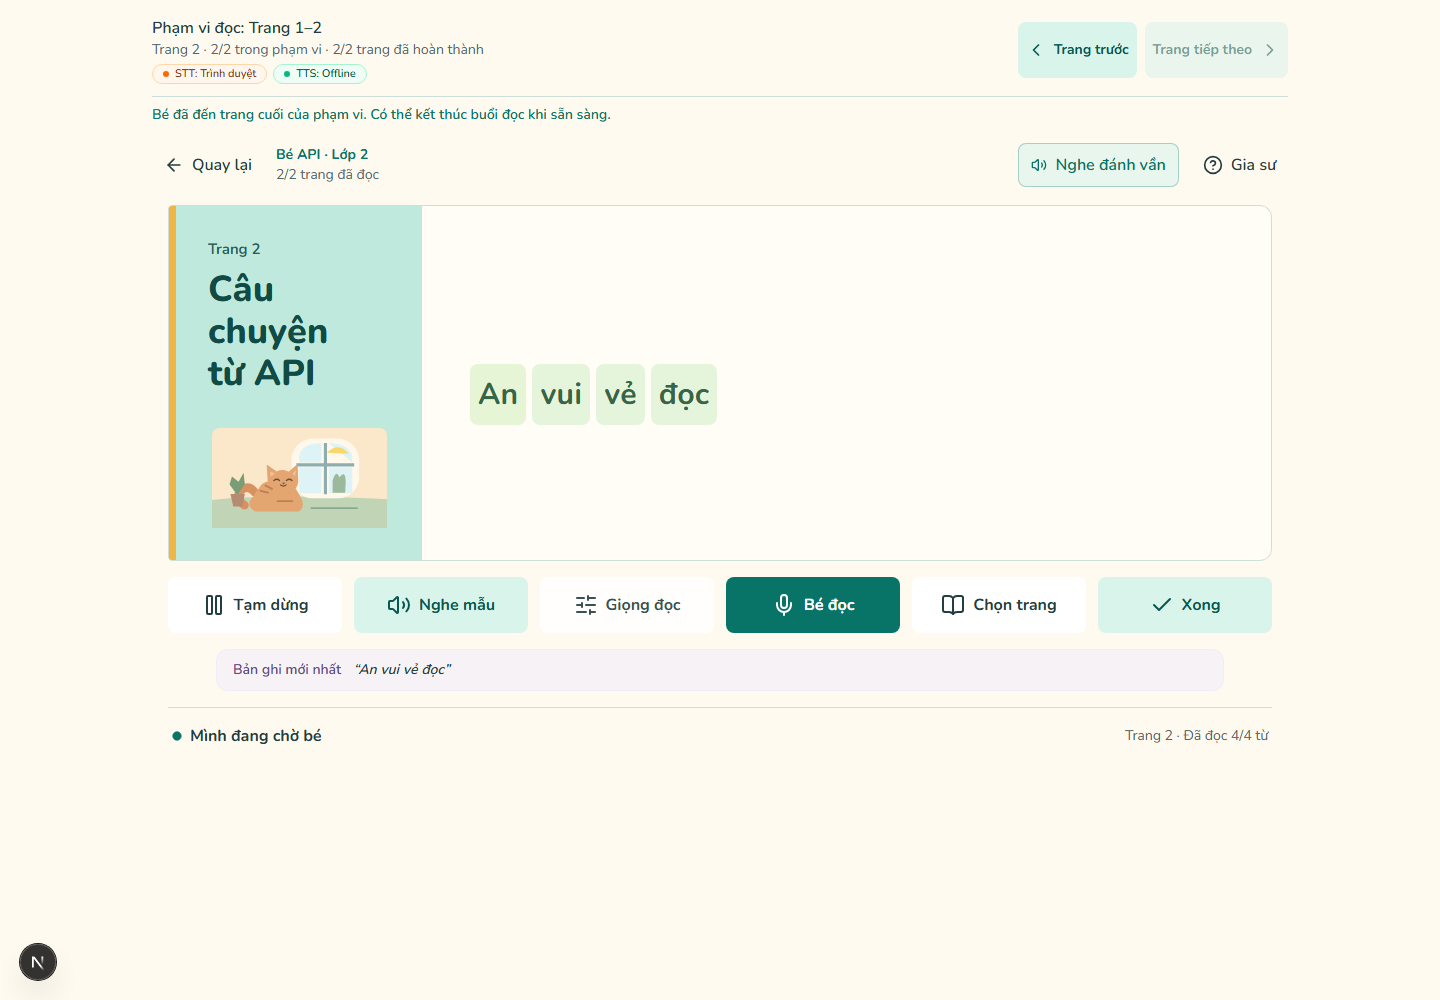 Phạm vi đọc: Trang 1–2
Trang 2 · 2/2 trong phạm vi · 2/2 trang đã hoàn thành
STT: Trình duyệt
TTS: Offline
Trang trước
Trang tiếp theo
Bé đã đến trang cuối của phạm vi. Có thể kết thúc buổi đọc khi sẵn sàng.
Quay lại
Bé API · Lớp 2
2/2 trang đã đọc
Nghe đánh vần
Gia sư
Trang 2
Câu
chuyện
từ API
An vui vẻ đọc
Tạm dừng
Nghe mẫu
Giọng đọc
Bé đọc
Chọn trang
Xong
Bản ghi mới nhất “An vui vẻ đọc”
Mình đang chờ bé
Trang 2 · Đã đọc 4/4 từ
N